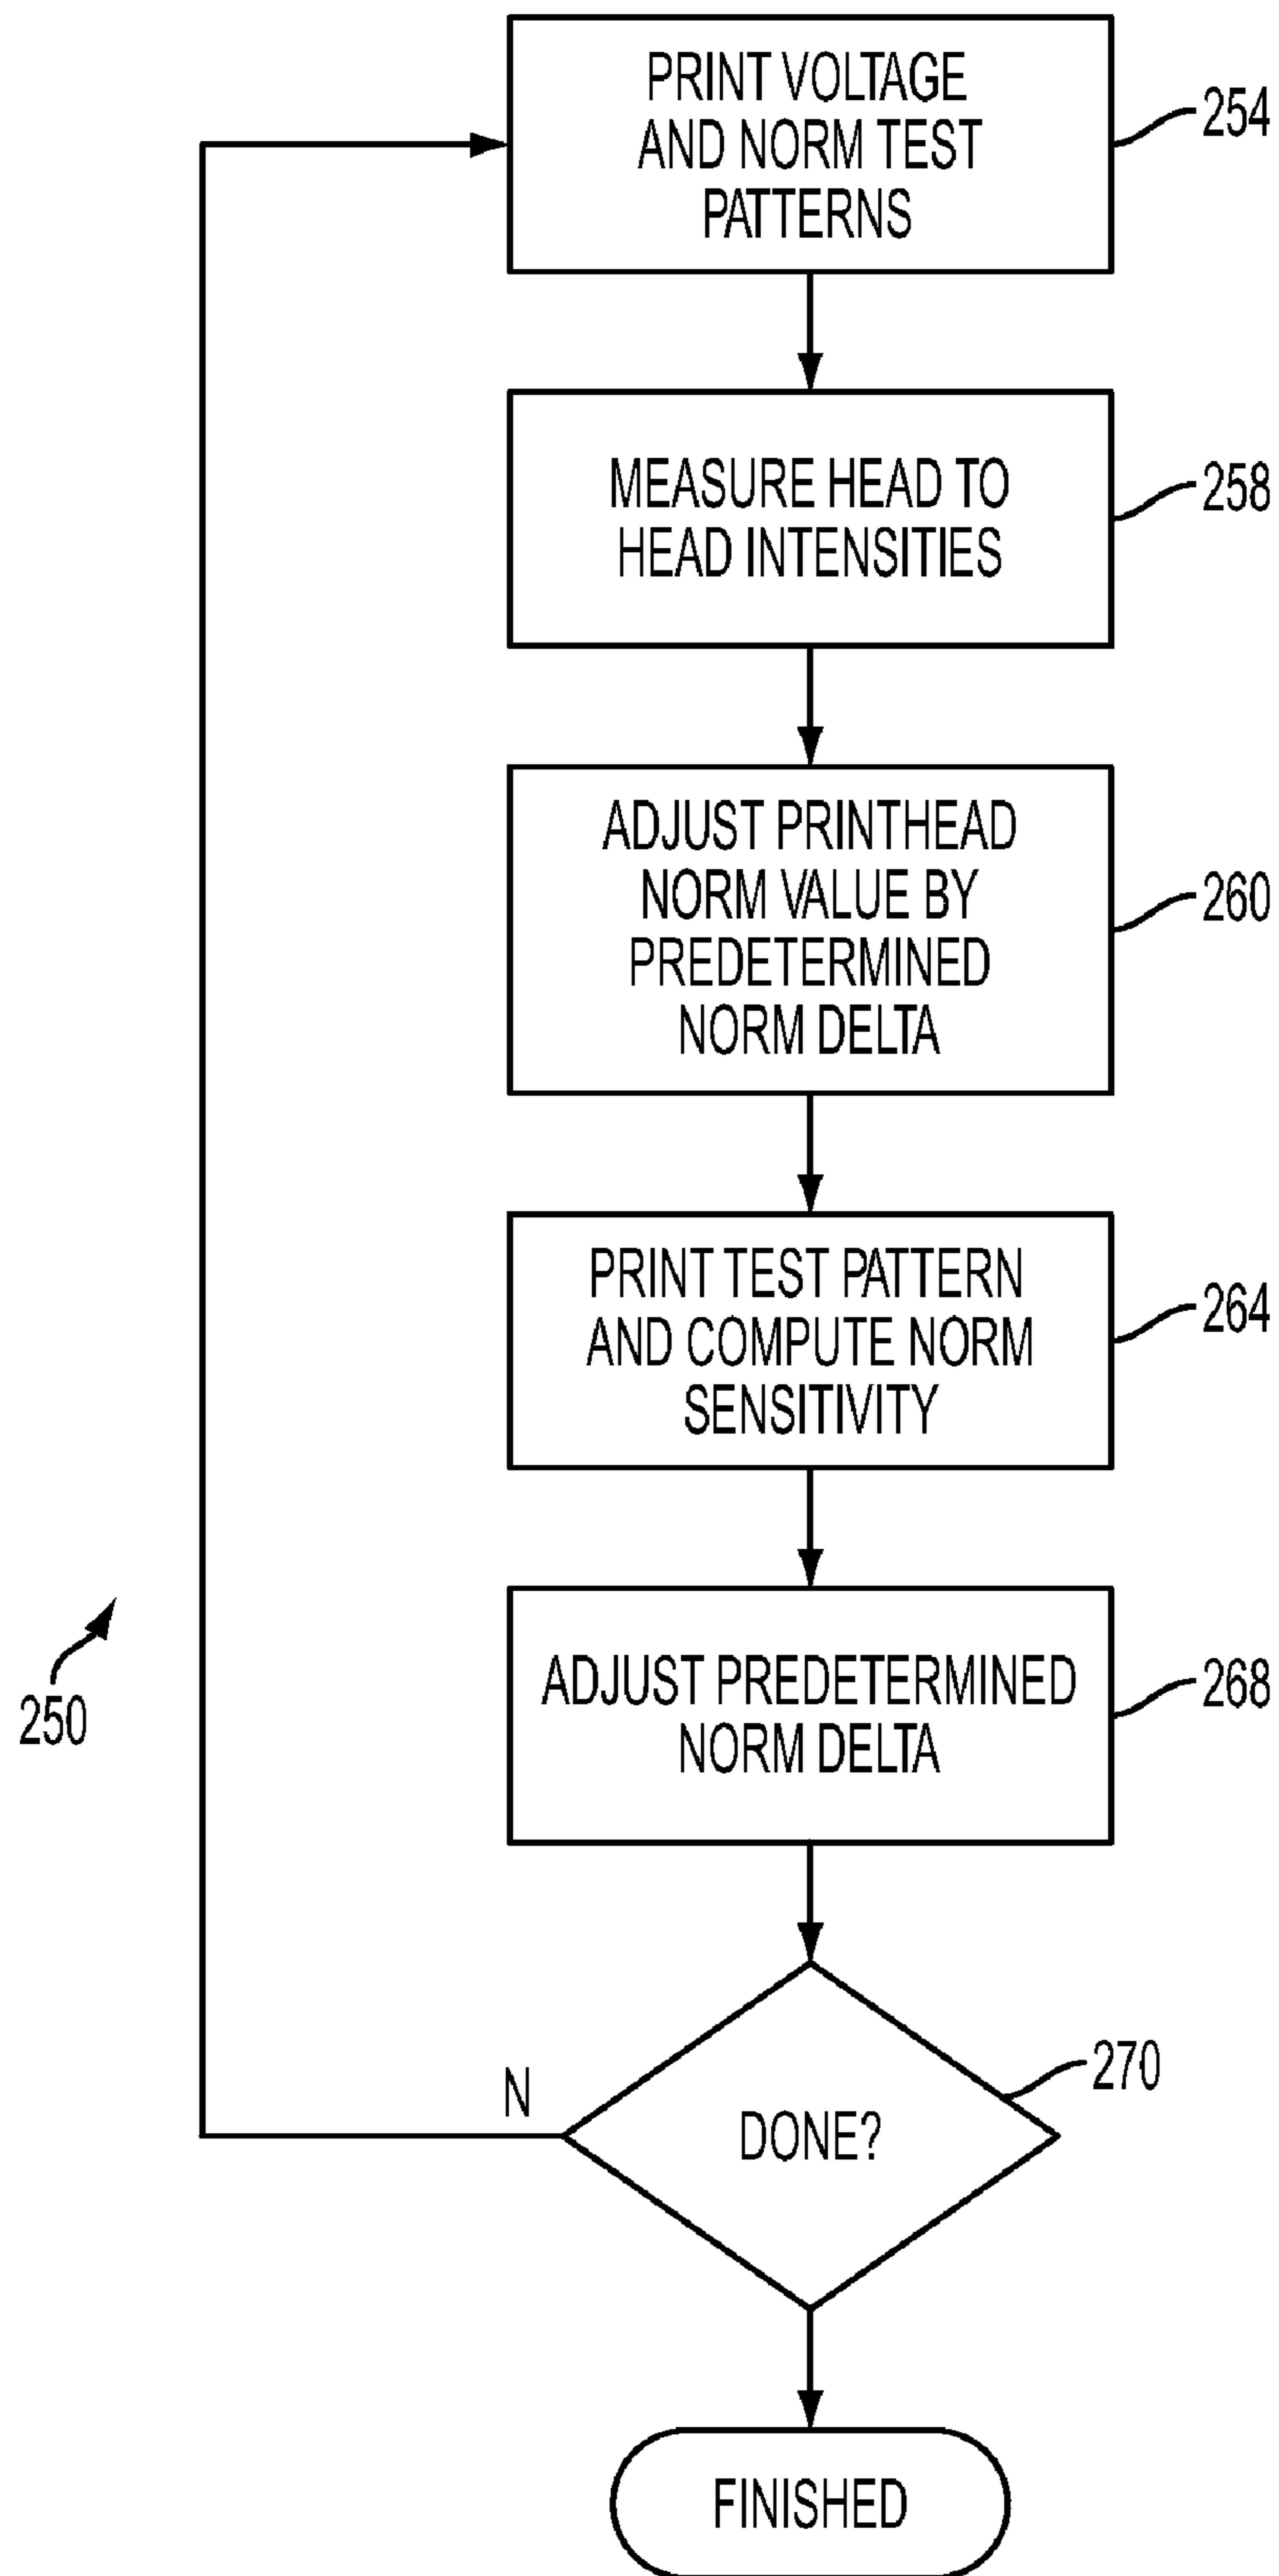 PRINT VOLTAGE
AND NORM TEST
PATTERNS
254
MEASURE HEAD TO
HEAD INTENSITIES
258
ADJUST PRINTHEAD
NORM VALUE BY
PREDETERMINED
NORM DELTA
260
PRINT TEST PATTERN
AND COMPUTE NORM
SENSITIVITY
264
ADJUST PREDETERMINED
NORM DELTA
268
250
N
DONE?
270
FINISHED